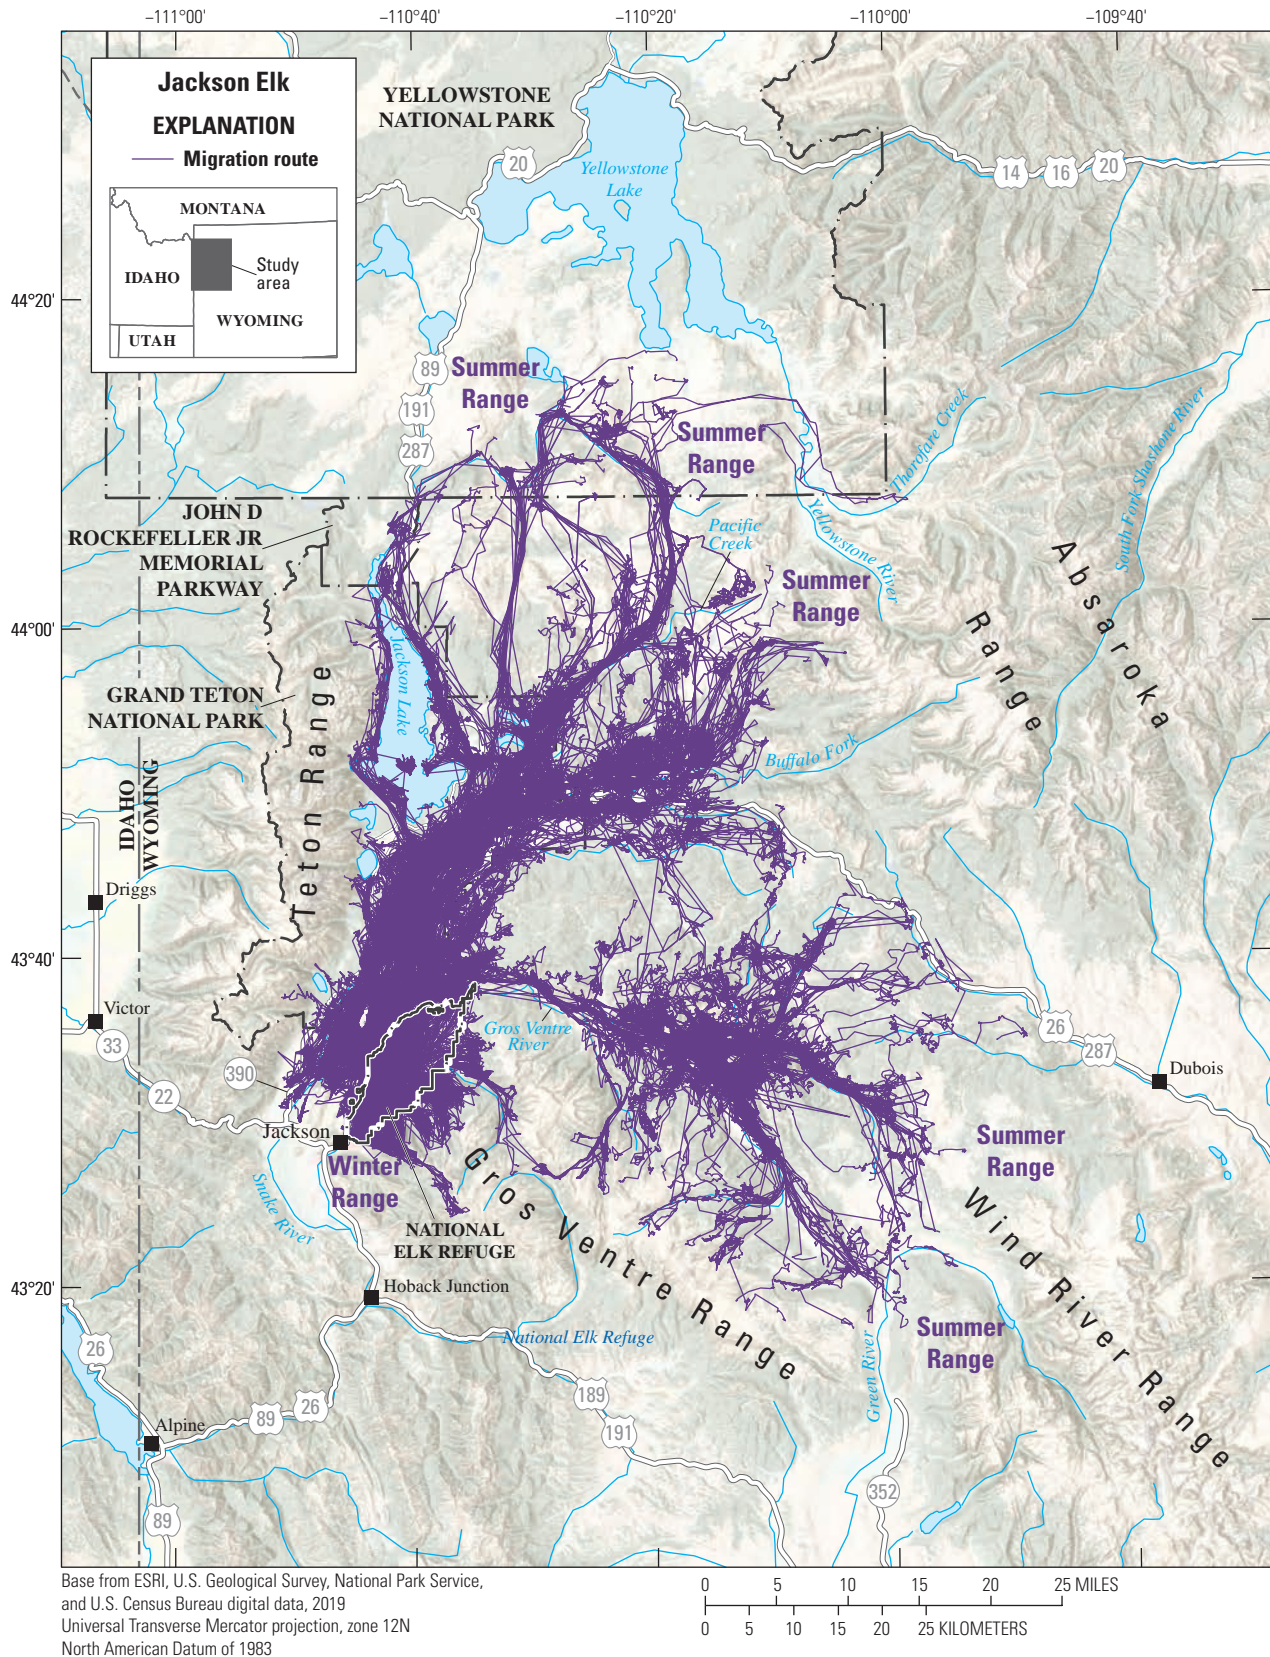 −111°00'
−110°40'
−110°20'
−110°00'
−109°40'
Jackson Elk
EXPLANATION
Migration route
MONTANA
IDAHO
Study
area
WYOMING
UTAH
YELLOWSTONE
NATIONAL PARK
20
Yellowstone
Lake
14
16
20
44°20'
89
191
287
Summer
Range
Summer
Range
Thorofare Creek
South Fork Shoshone River
JOHN D
ROCKEFELLER JR
MEMORIAL
PARKWAY
Pacific
Creek
Yellowstone River
Summer
Range
Absaroka
Range
44°00'
Jackson Lake
GRAND TETON
NATIONAL PARK
Teton Range
Buffalo Fork
IDAHO
WYOMING
Driggs
43°40'
Victor
33
390
22
Gros Ventre
River
26
287
Dubois
Jackson
Winter
Range
Summer
Range
Snake River
NATIONAL
ELK REFUGE
Gros Ventre Range
Wind River Range
43°20'
Hoback Junction
National Elk Refuge
Summer
Range
Green River
26
189
191
89
26
Alpine
352
89
Base from ESRI, U.S. Geological Survey, National Park Service,
and U.S. Census Bureau digital data, 2019
Universal Transverse Mercator projection, zone 12N
North American Datum of 1983
0 5 10 15 20 25 MILES
0 5 10 15 20 25 KILOMETERS